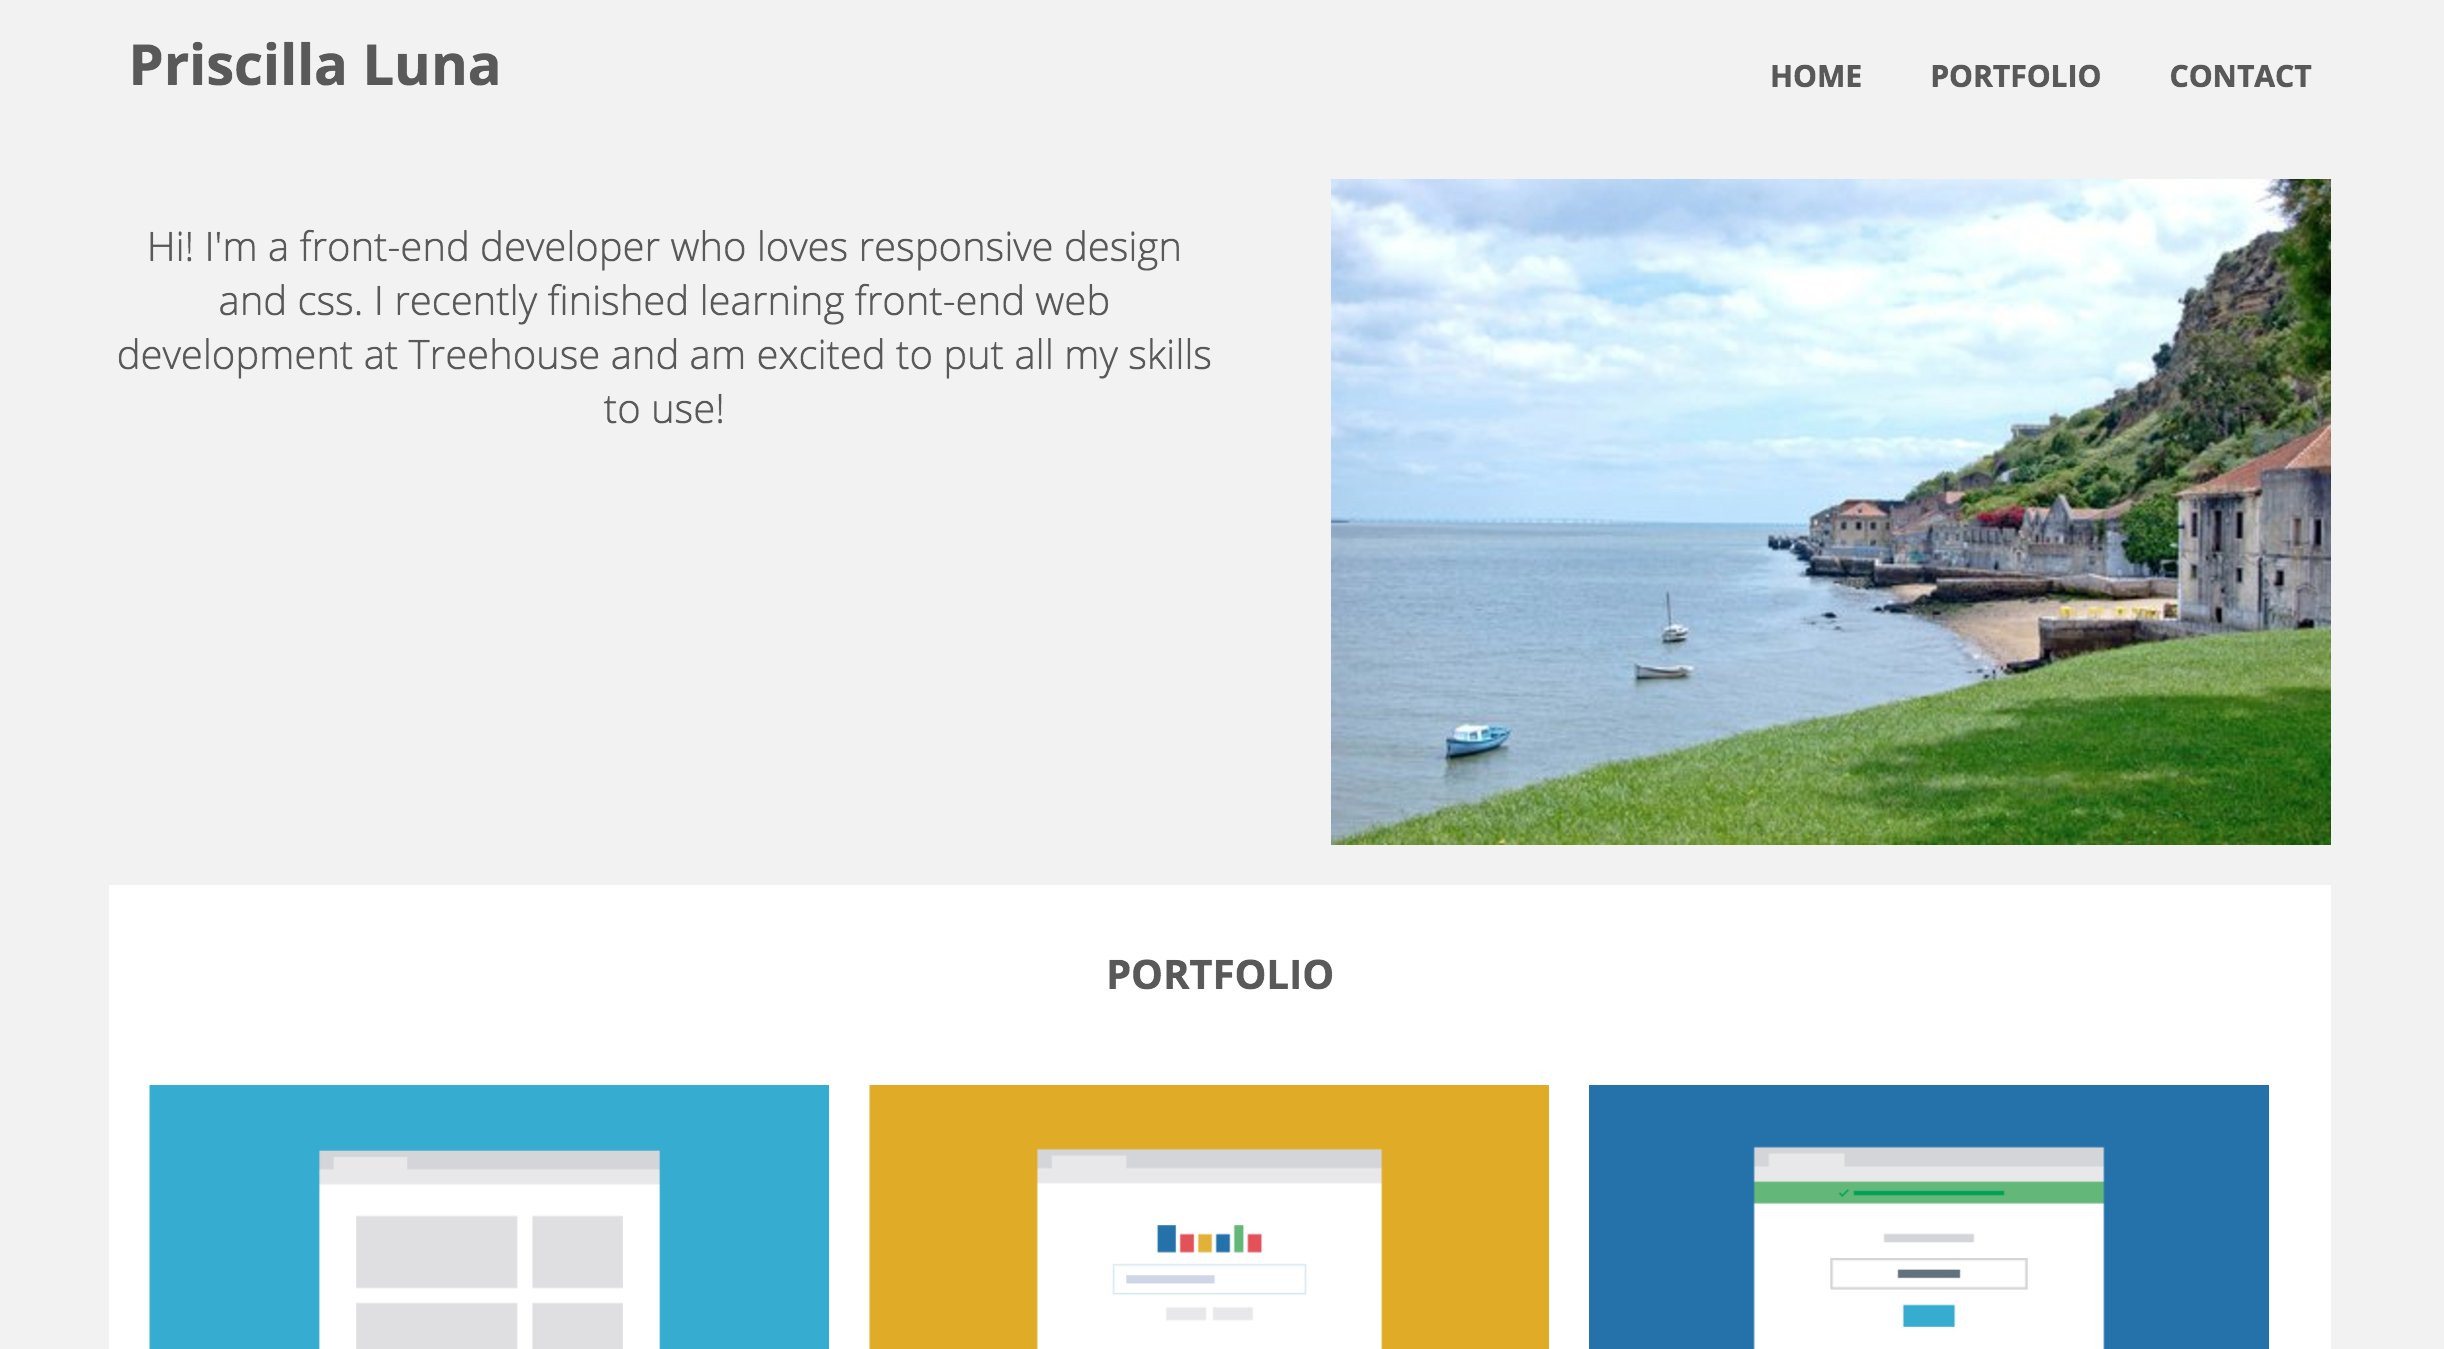 Priscilla Luna
HOME PORTFOLIO CONTACT
Hi! I'm a front-end developer who loves responsive design
and css. I recently finished learning front-end web
development at Treehouse and am excited to put all my skills
to use!
PORTFOLIO